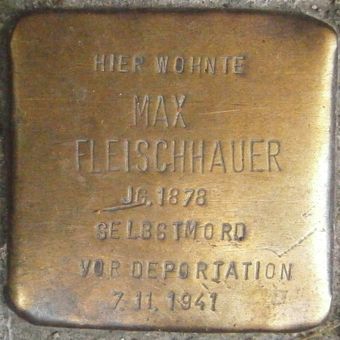 HIER WOHNTE
MAX
FLEISCHHAUER
JG. 1878
SELBSTMORD
VOR DEPORTATION
7.11.1941